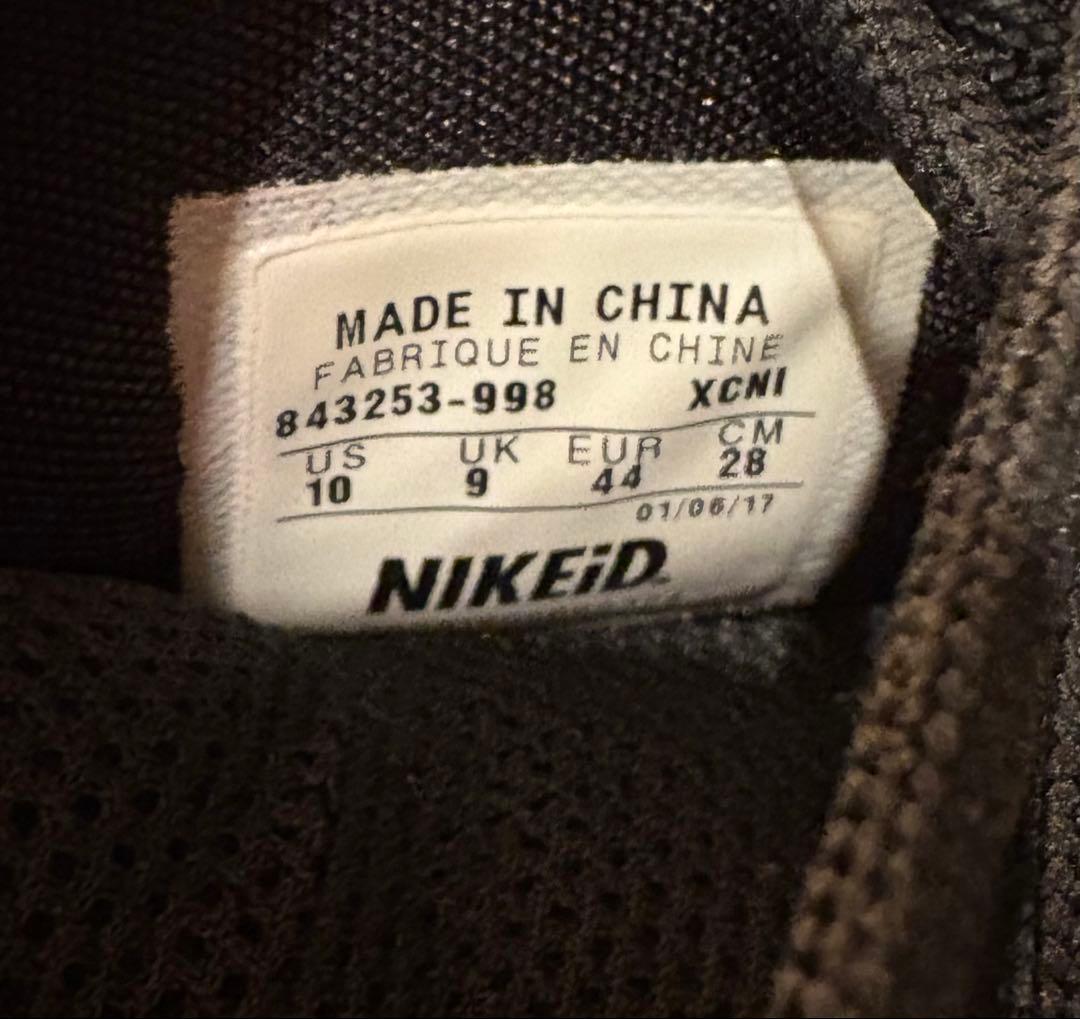 MADE IN CHINA
FABRIQUE EN CHINE
843253-998 XCNI
US UK EUR CM
10 9 44 28
01/06/17
NIKEiD.